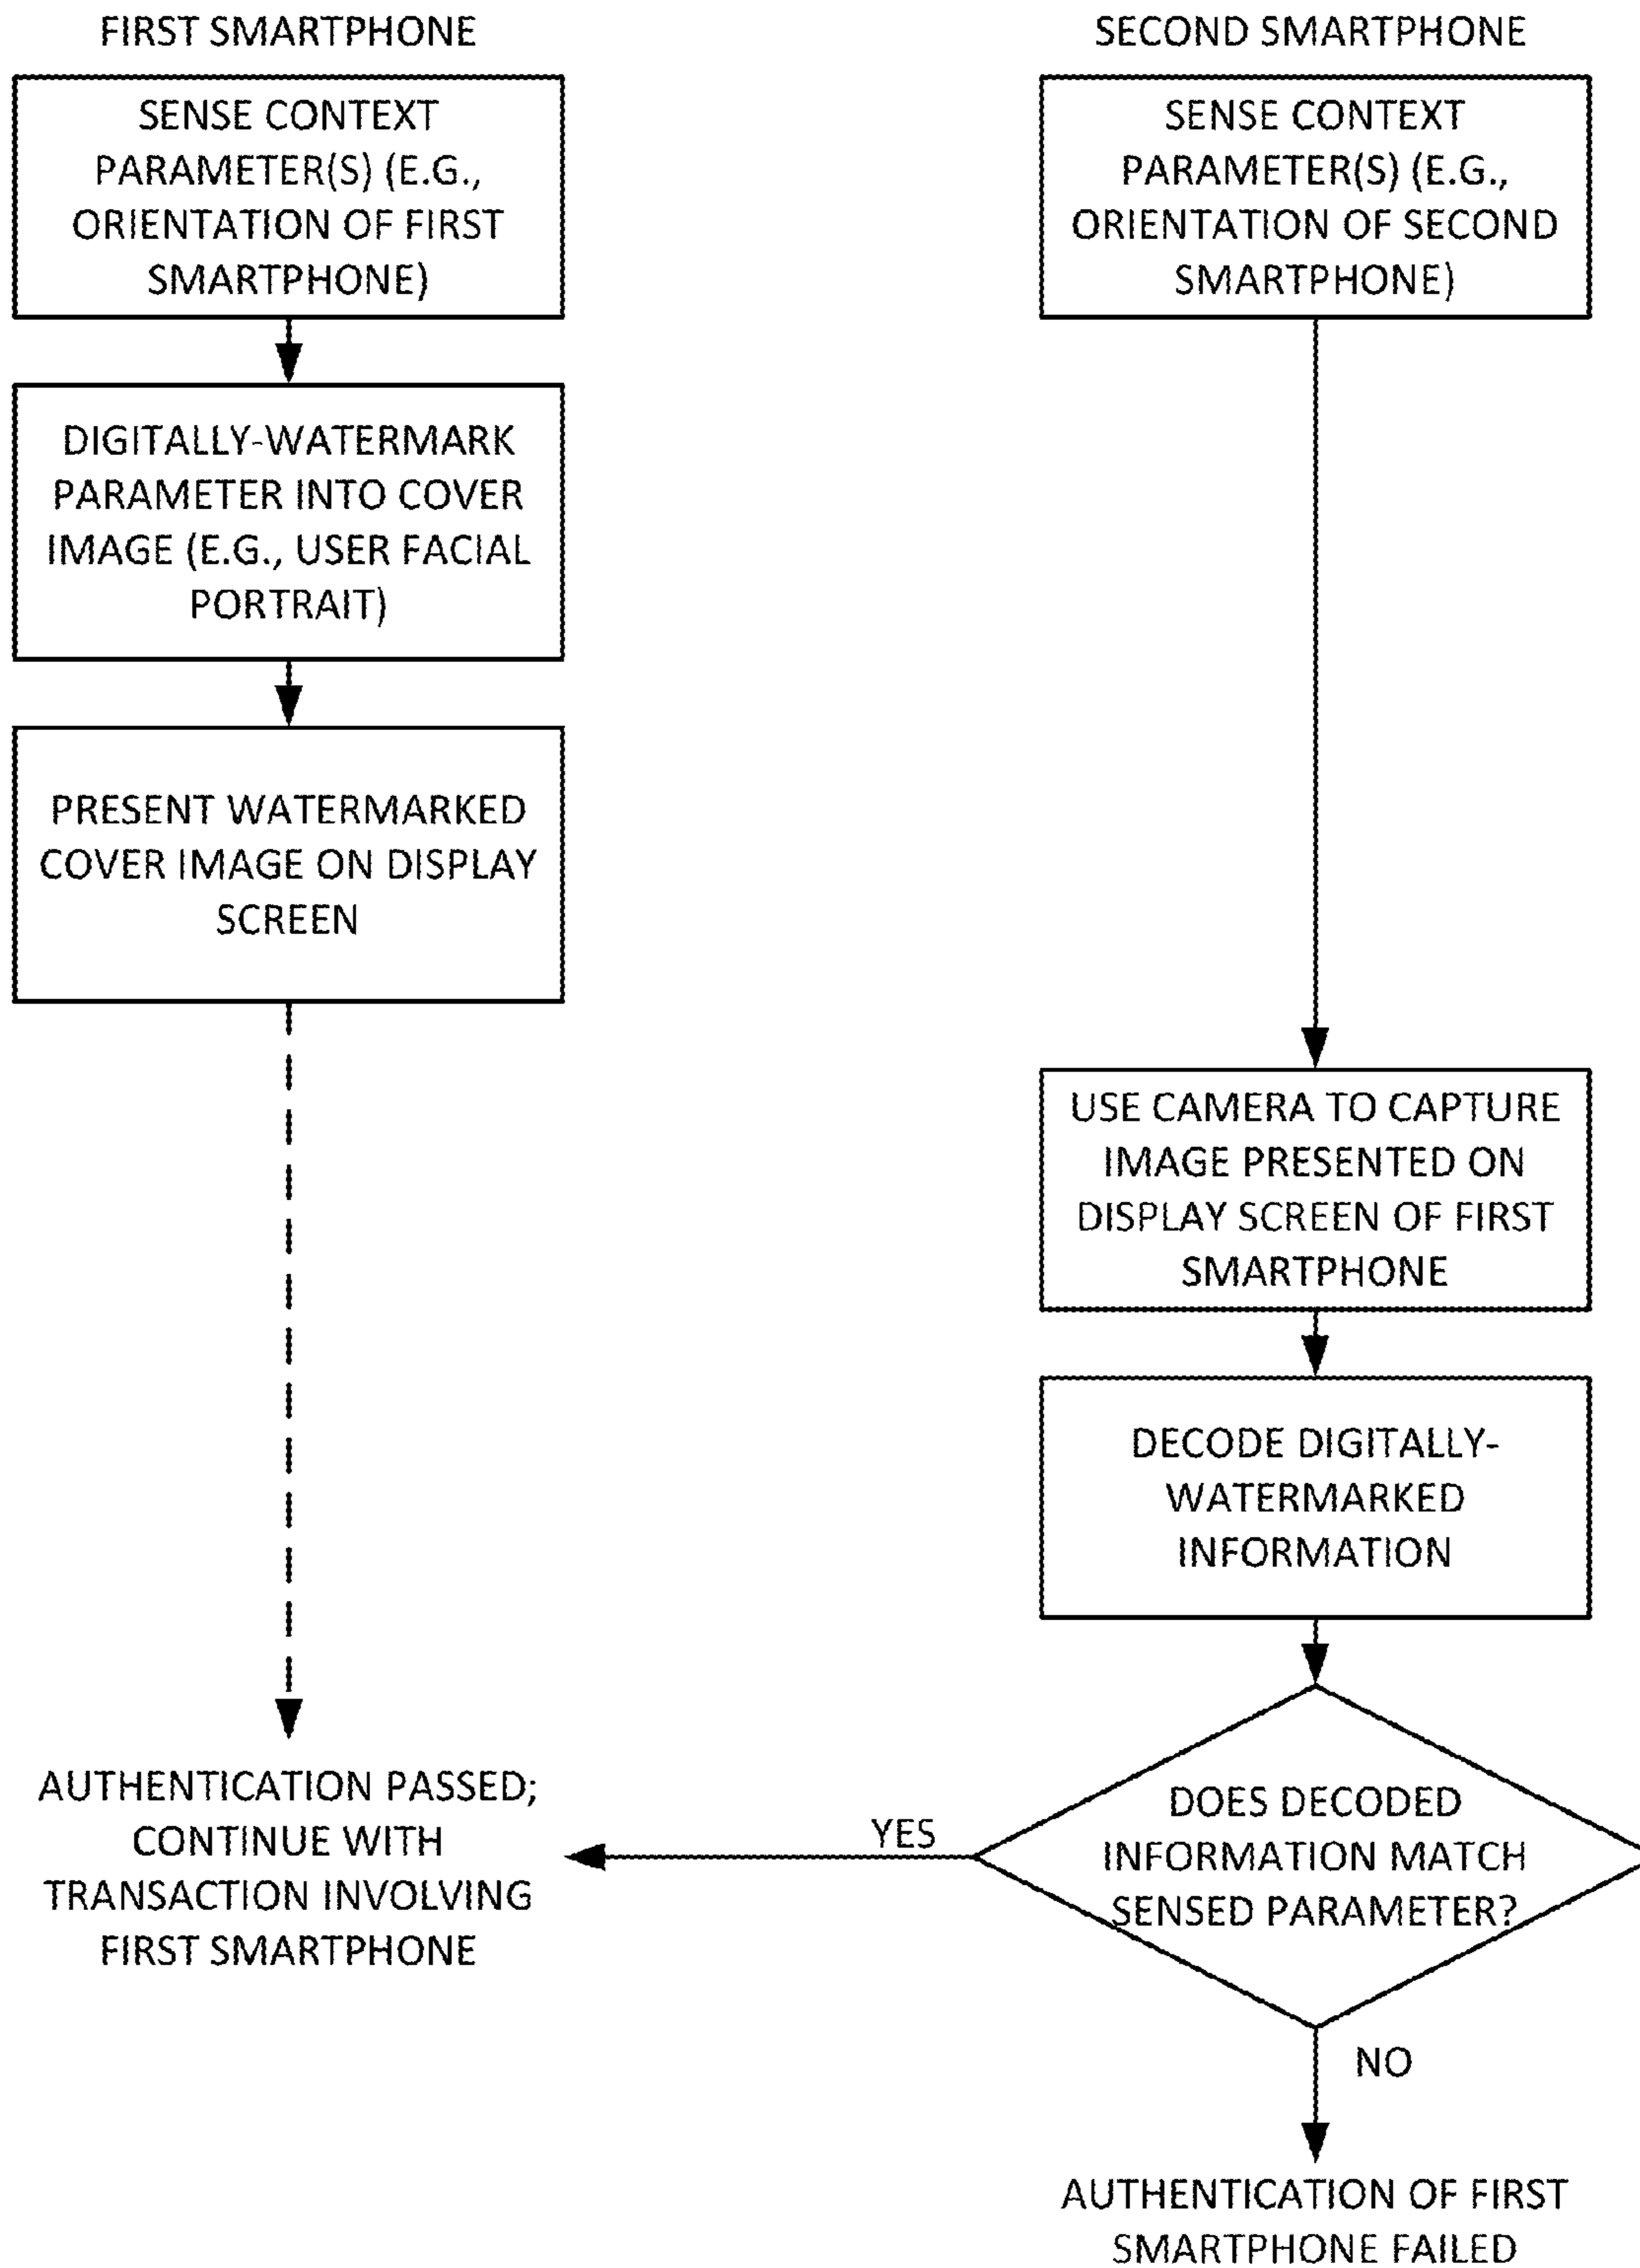 FIRST SMARTPHONE
SENSE CONTEXT
PARAMETER(S) (E.G.,
ORIENTATION OF FIRST
SMARTPHONE)
DIGITALLY-WATERMARK
PARAMETER INTO COVER
IMAGE (E.G., USER FACIAL
PORTRAIT)
PRESENT WATERMARKED
COVER IMAGE ON DISPLAY
SCREEN
AUTHENTICATION PASSED;
CONTINUE WITH
TRANSACTION INVOLVING
FIRST SMARTPHONE
SECOND SMARTPHONE
SENSE CONTEXT
PARAMETER(S) (E.G.,
ORIENTATION OF SECOND
SMARTPHONE)
USE CAMERA TO CAPTURE
IMAGE PRESENTED ON
DISPLAY SCREEN OF FIRST
SMARTPHONE
DECODE DIGITALLY-
WATERMARKED
INFORMATION
DOES DECODED
INFORMATION MATCH
SENSED PARAMETER?
YES
NO
AUTHENTICATION OF FIRST
SMARTPHONE FAILED